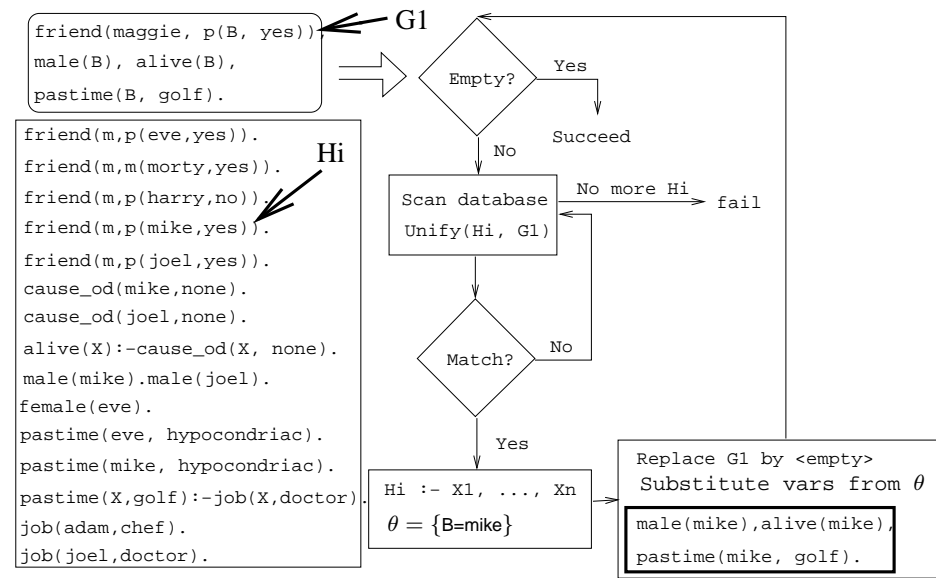 G1
friend(maggie, p(B, yes)),
male(B), alive(B),
pastime(B, golf).
Hi
friend(m,p(eve,yes)).
friend(m,m(morty,yes)).
friend(m,p(harry,no)).
friend(m,p(mike,yes)).
friend(m,p(joel,yes)).
cause_od(mike,none).
cause_od(joel,none).
alive(X):-cause_od(X, none).
male(mike).male(joel).
female(eve).
pastime(eve, hypocondriac).
pastime(mike, hypocondriac).
pastime(X,golf):-job(X,doctor).
job(adam,chef).
job(joel,doctor).
Empty?
Yes
Succeed
No
Scan database
Unify(Hi, G1)
No more Hi
fail
Match?
No
Yes
Hi :- X1, ..., Xn
θ = {B=mike}
Replace G1 by <empty>
Substitute vars from θ
male(mike),alive(mike),
pastime(mike, golf).